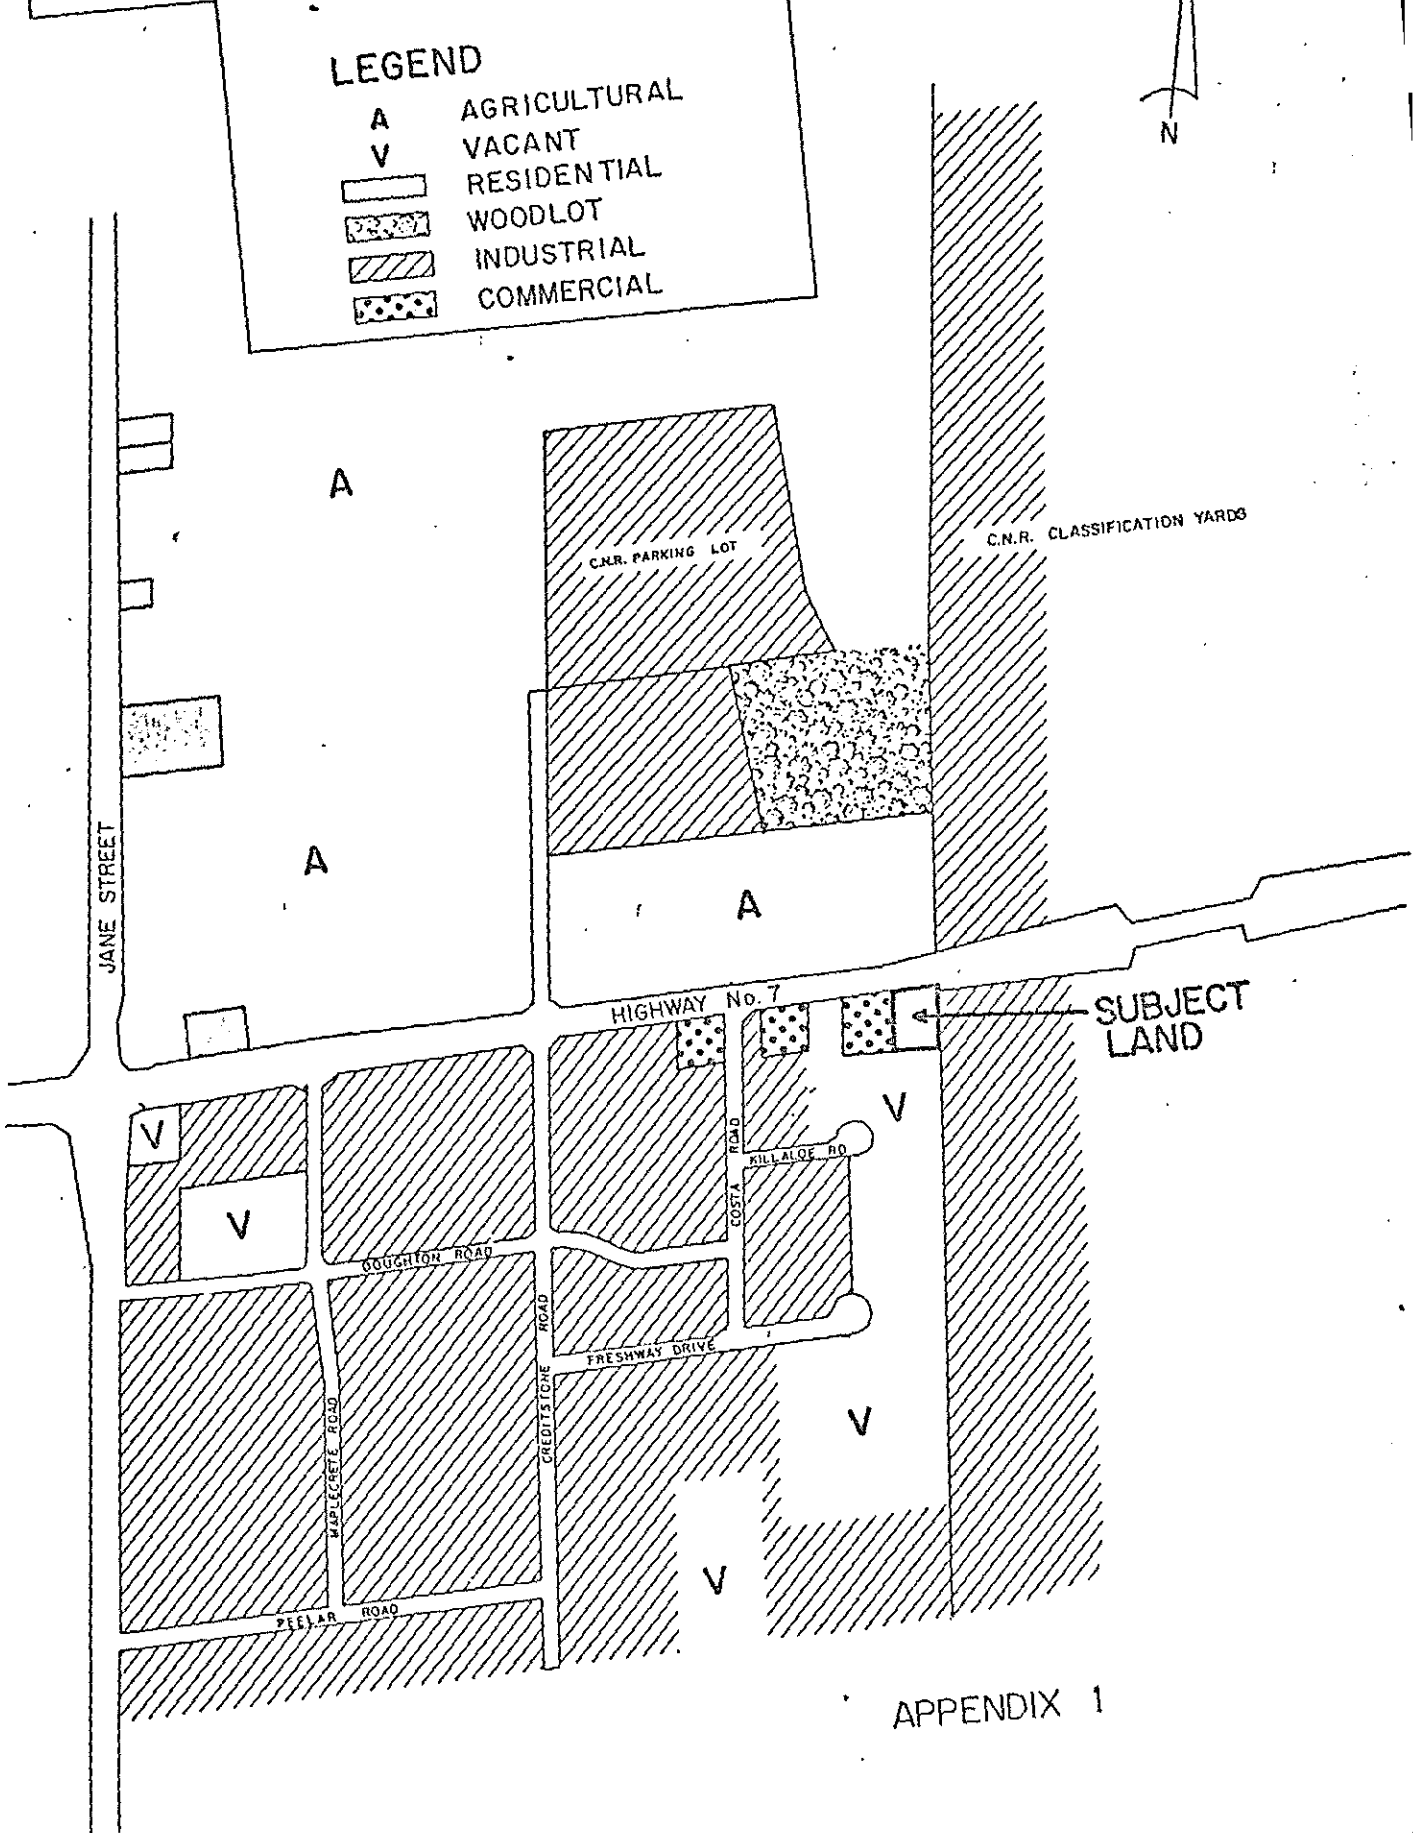 LEGEND
A AGRICULTURAL
V VACANT
RESIDENTIAL
WOODLOT
INDUSTRIAL
COMMERCIAL
N
A
C.N.R. PARKING LOT
C.N.R. CLASSIFICATION YARDS
JANE STREET
A
A
HIGHWAY No. 7
SUBJECT
LAND
V
V
V
COSTA ROAD
KILLALOE RD
DOUGHTON ROAD
CREDITSTONE ROAD
FRESHWAY DRIVE
MAPLECRETE ROAD
V
V
PEELAR ROAD
APPENDIX 1